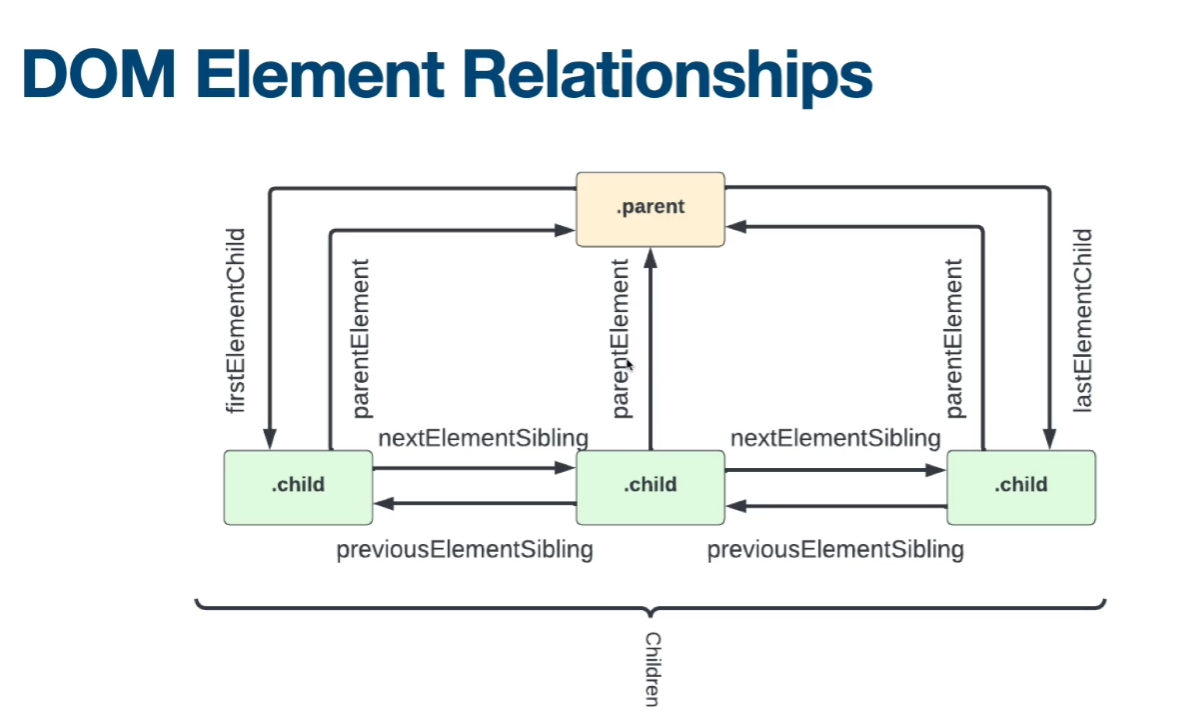 DOM Element Relationships
.parent
firstElementChild
parentElement
parentElement
parentElement
lastElementChild
nextElementSibling
nextElementSibling
.child
.child
.child
previousElementSibling
previousElementSibling
Children